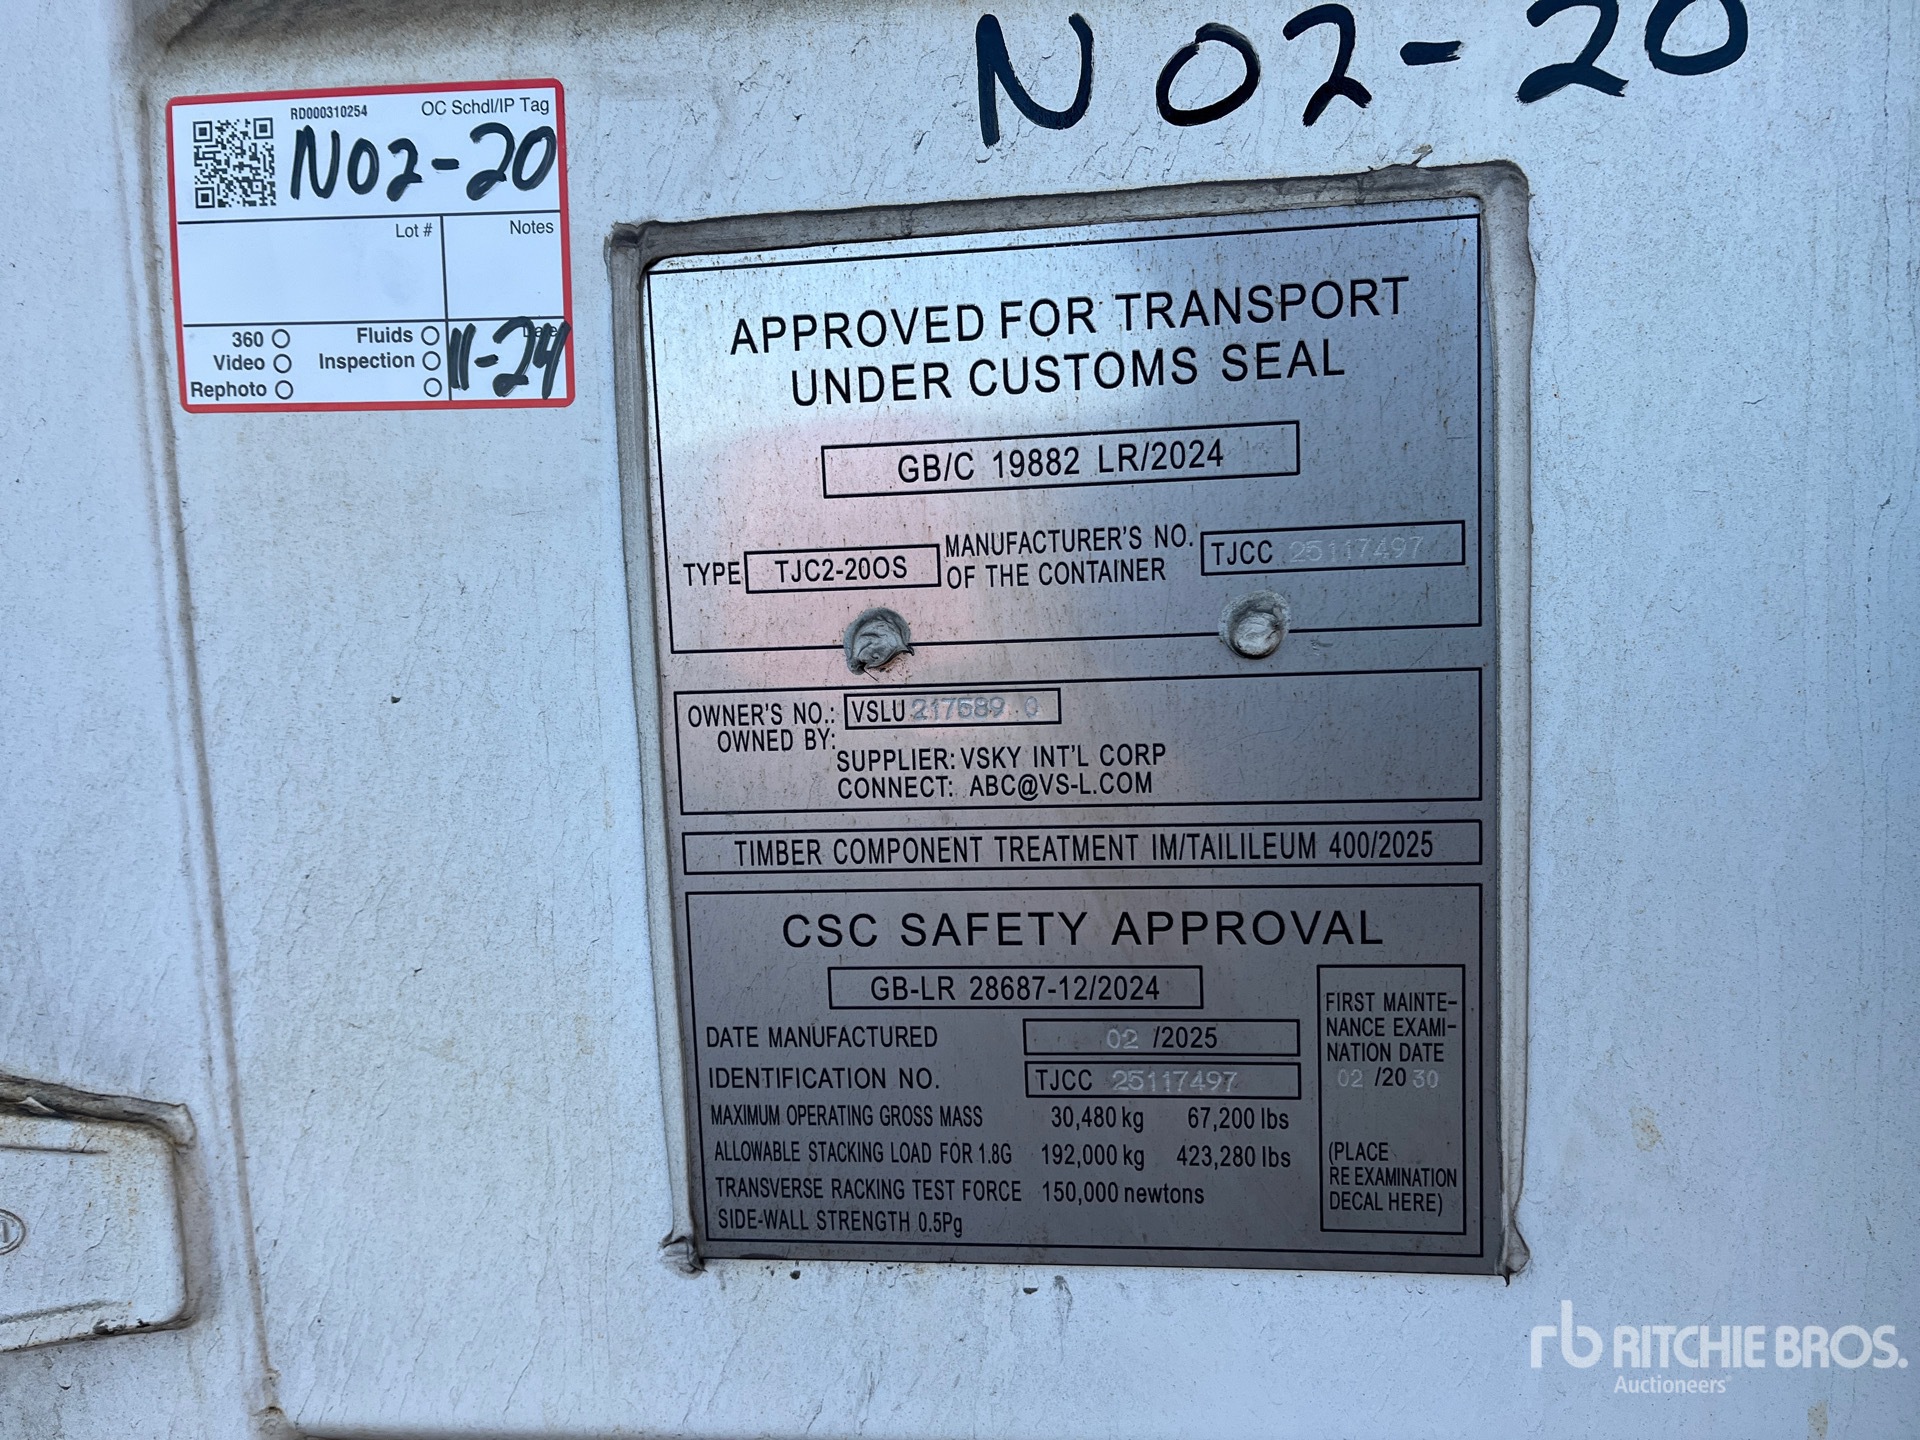 N02-20
RD000310254
OC Schdl/IP Tag
N02-20
Lot #
Notes
360
Fluids
Video
Inspection
Rephoto
11-24
APPROVED FOR TRANSPORT
UNDER CUSTOMS SEAL
GB/C 19882 LR/2024
TYPE TJC2-20OS MANUFACTURER'S NO.
OF THE CONTAINER TJCC 25117497
OWNER'S NO.: VSLU 217589 0
OWNED BY:
SUPPLIER: VSKY INT'L CORP
CONNECT: ABC@VS-L.COM
TIMBER COMPONENT TREATMENT IM/TAILILEUM 400/2025
CSC SAFETY APPROVAL
GB-LR 28687-12/2024
DATE MANUFACTURED 02 /2025
IDENTIFICATION NO. TJCC 25117497
MAXIMUM OPERATING GROSS MASS 30,480 kg 67,200 lbs
ALLOWABLE STACKING LOAD FOR 1.8G 192,000 kg 423,280 lbs
TRANSVERSE RACKING TEST FORCE 150,000 newtons
SIDE-WALL STRENGTH 0.5Pg
FIRST MAINTE-
NANCE EXAMI-
NATION DATE
02 /20 30
(PLACE
RE EXAMINATION
DECAL HERE)
rb RITCHIE BROS.
Auctioneers